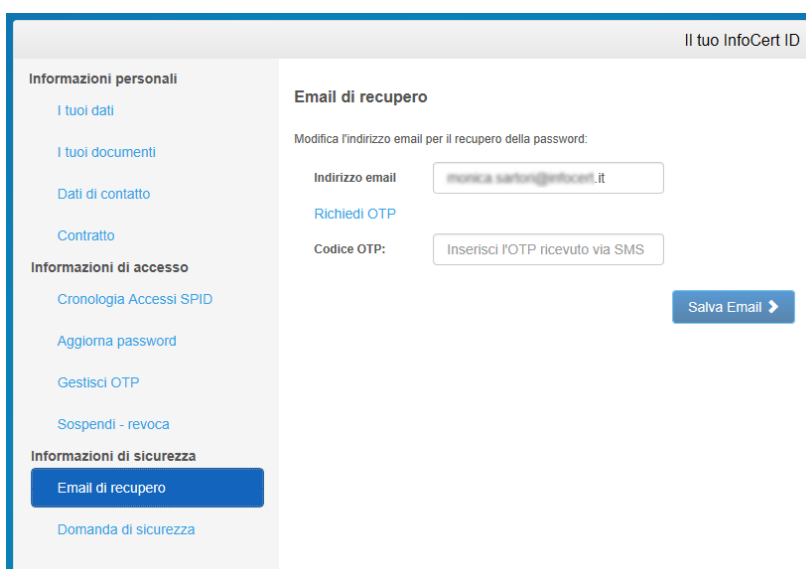 Il tuo InfoCert ID
Informazioni personali
I tuoi dati
I tuoi documenti
Dati di contatto
Contratto
Informazioni di accesso
Cronologia Accessi SPID
Aggiorna password
Gestisci OTP
Sospendi - revoca
Informazioni di sicurezza
Email di recupero
Domanda di sicurezza
Email di recupero
Modifica l'indirizzo email per il recupero della password:
Indirizzo email .it
Richiedi OTP
Codice OTP: Inserisci l'OTP ricevuto via SMS
Salva Email